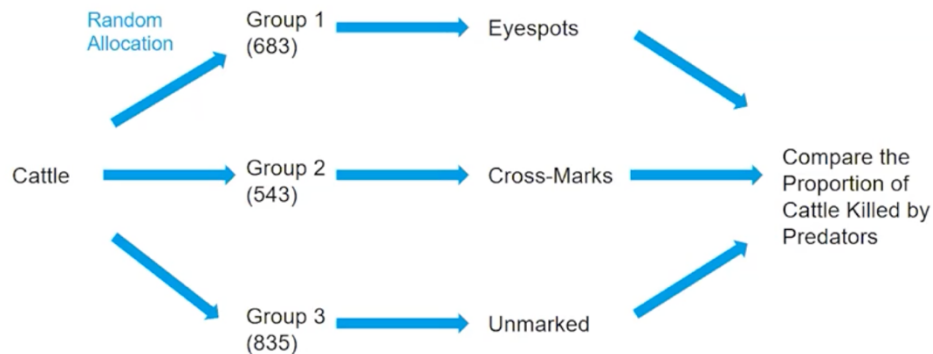 Random
Allocation
Group 1
(683)
Eyespots
Cattle
Group 2
(543)
Cross-Marks
Compare the
Proportion of
Cattle Killed by
Predators
Group 3
(835)
Unmarked